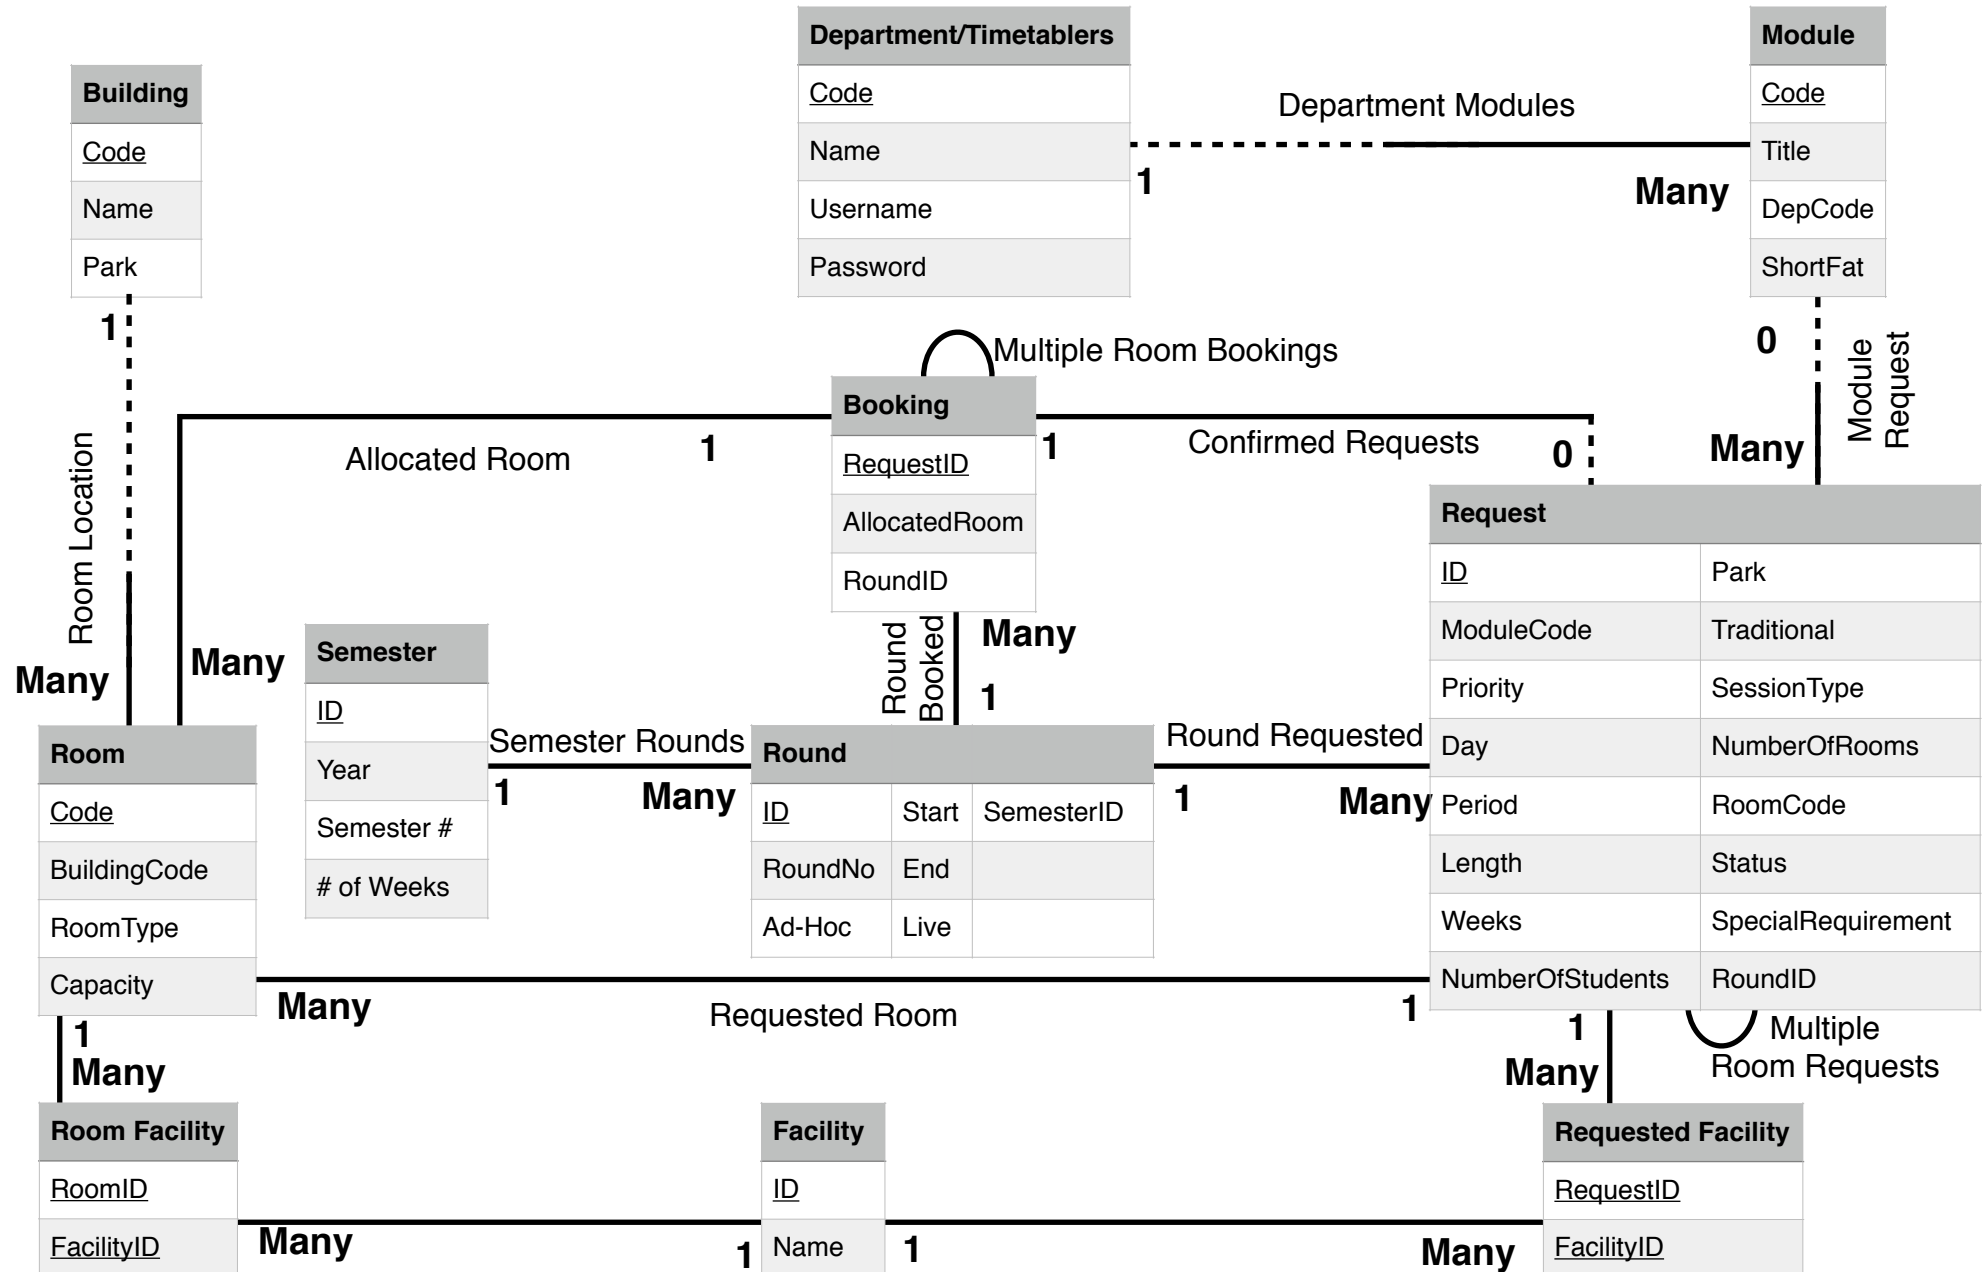 Department/Timetablers
Code
Name
Username
Password
Module
Code
Title
DepCode
ShortFat
Building
Code
Name
Park
Department Modules
1
Many
1
0
Module
Request
Many
Multiple Room Bookings
Booking
RequestID
AllocatedRoom
RoundID
Allocated Room
1
1
Confirmed Requests
0
Room Location
Many
Many
Request
ID
Park
ModuleCode
Traditional
Priority
SessionType
Day
NumberOfRooms
Period
RoomCode
Length
Status
Weeks
SpecialRequirement
NumberOfStudents
RoundID
Round
Booked
Many
1
Semester
ID
Year
Semester #
# of Weeks
Semester Rounds
1
Many
Round
ID
Start
SemesterID
RoundNo
End
Ad-Hoc
Live
Round Requested
1
Many
Room
Code
BuildingCode
RoomType
Capacity
Many
Requested Room
1
1
Many
1
Many
Multiple
Room Requests
Room Facility
RoomID
FacilityID
Many
1
Facility
ID
Name
1
Many
Requested Facility
RequestID
FacilityID